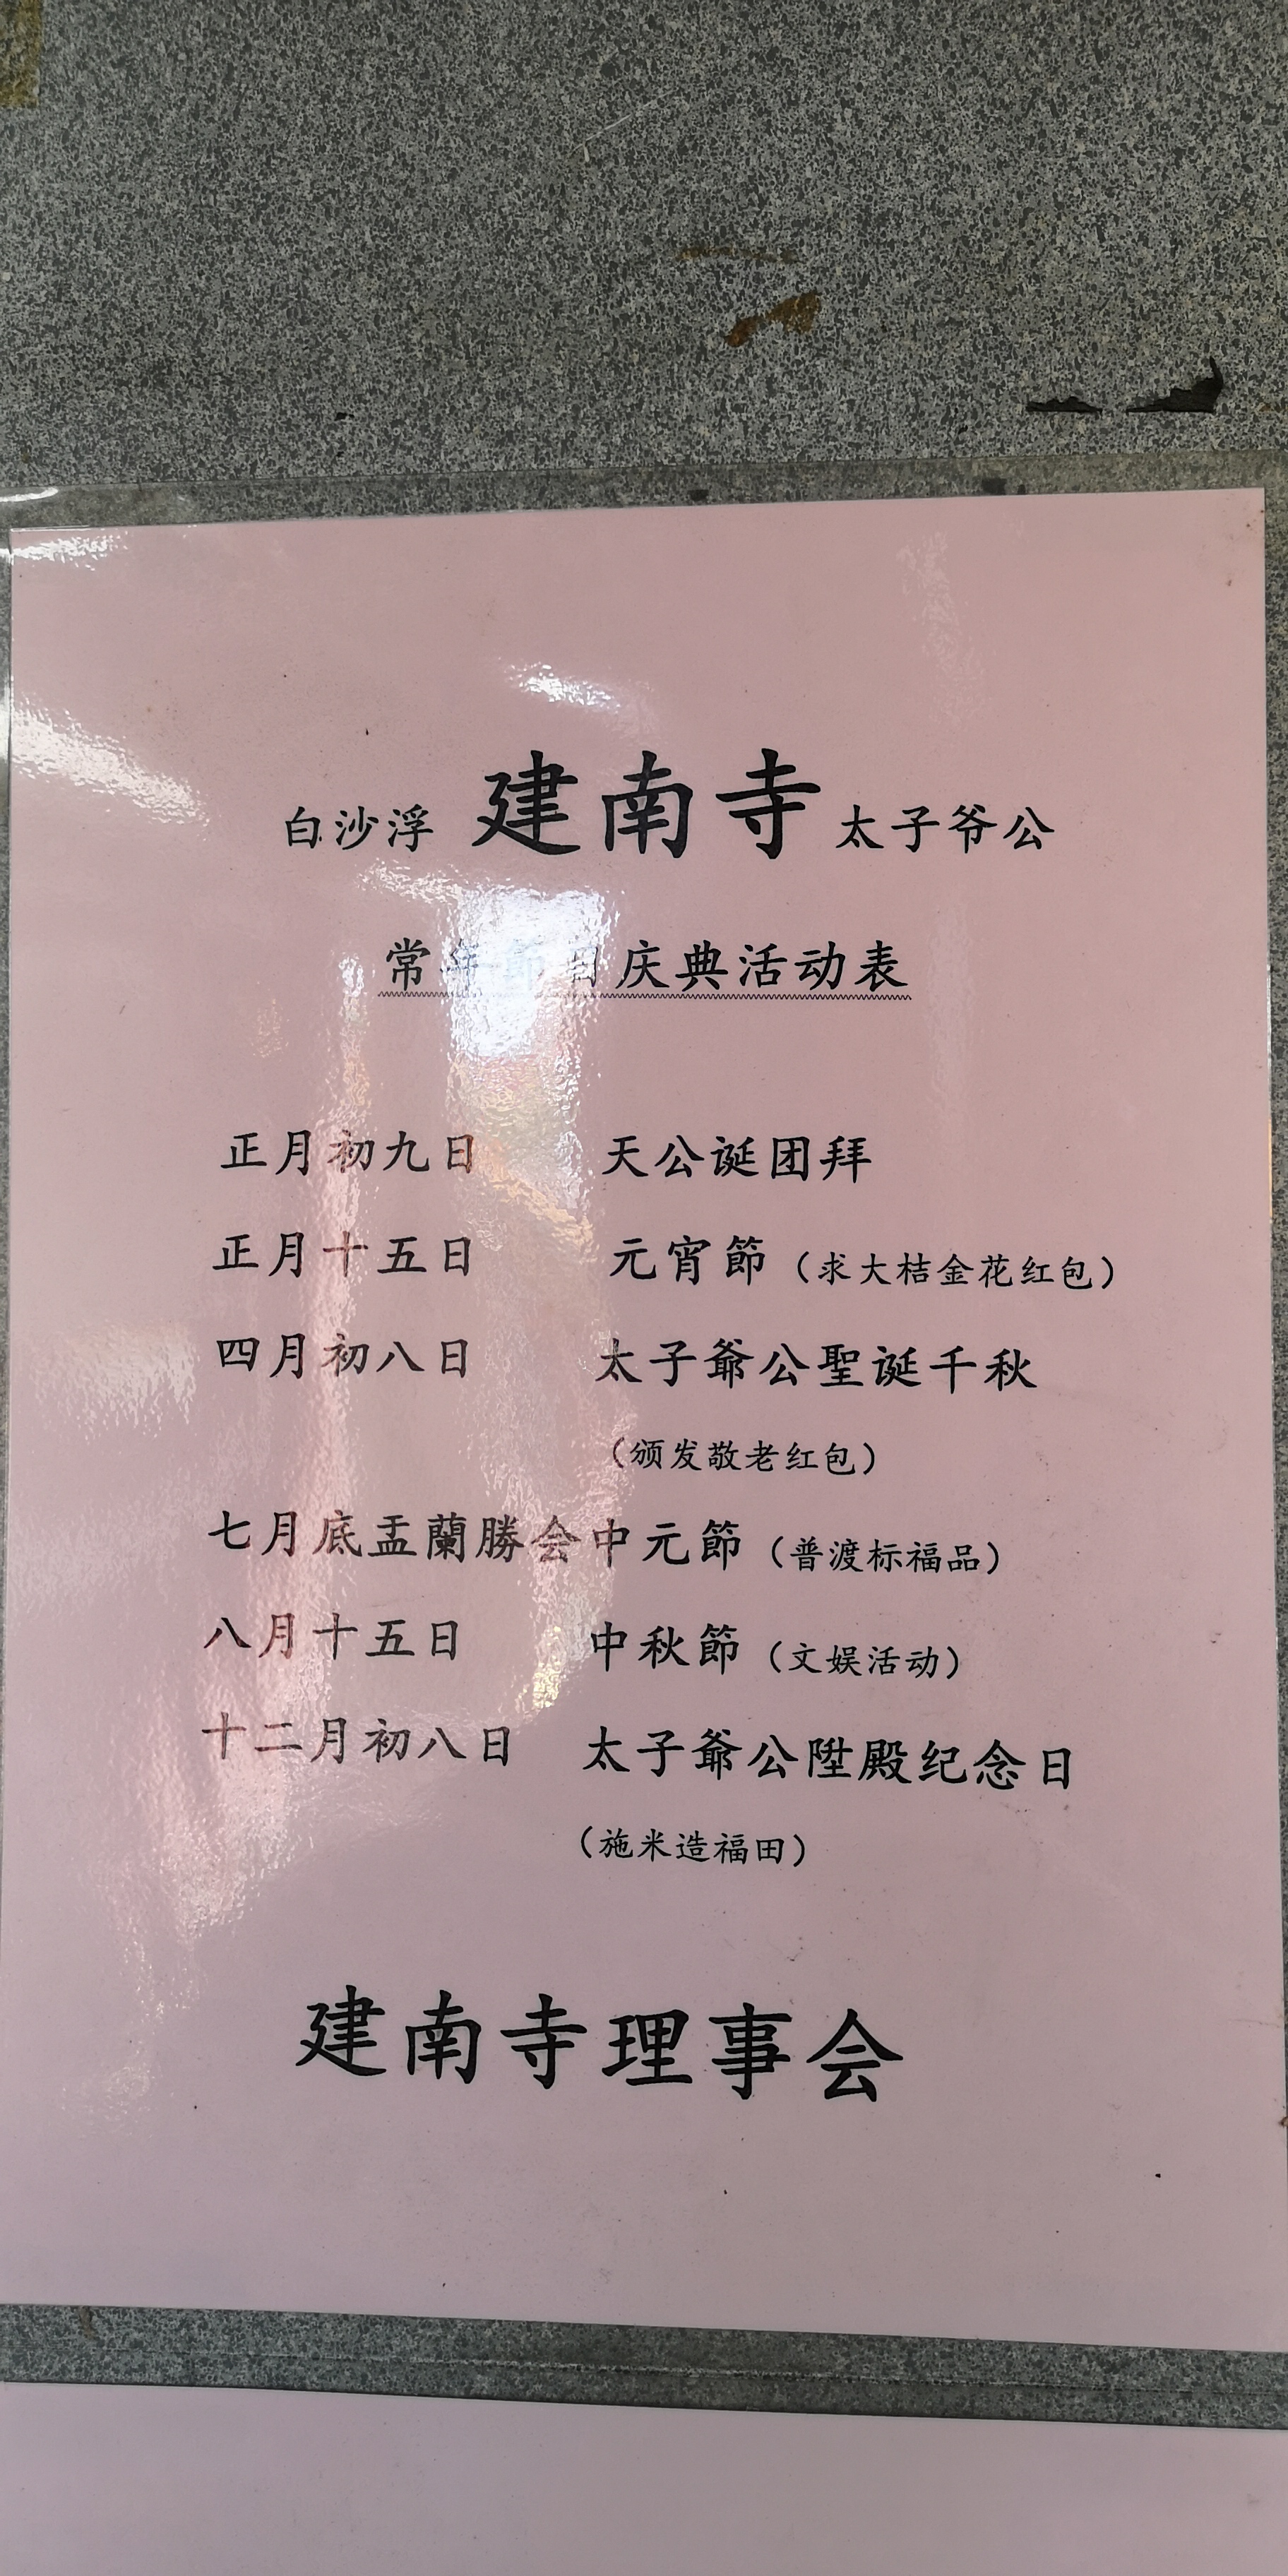 白沙浮 建南寺 太子爷公
常年節日庆典活动表
正月初九日 天公诞团拜
正月十五日 元宵節（求大桔金花红包）
四月初八日 太子爺公聖诞千秋
（颁发敬老红包）
七月底盂蘭勝会中元節（普渡标福品）
八月十五日 中秋節（文娱活动）
十二月初八日 太子爺公陞殿纪念日
（施米造福田）
建南寺理事会